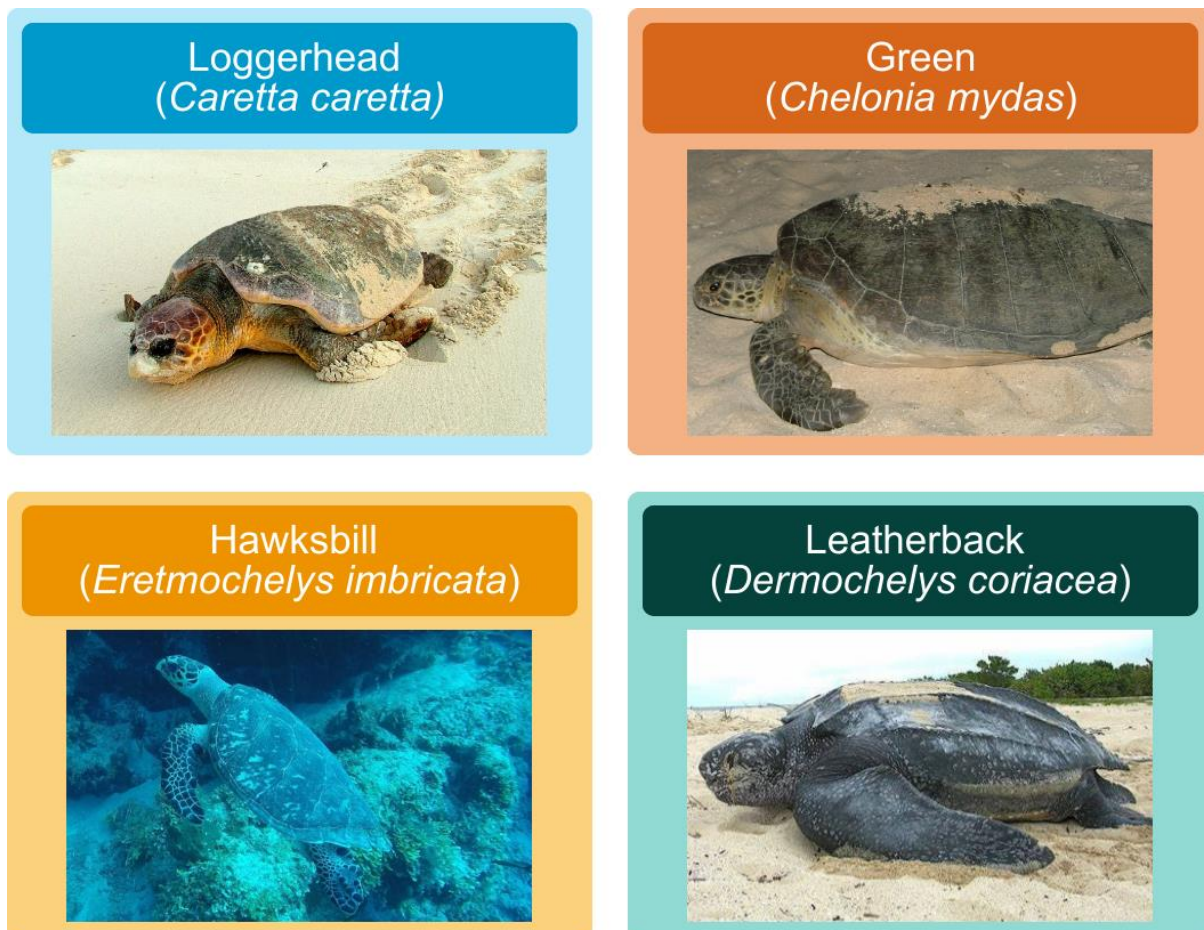 Loggerhead
(Caretta caretta)
Green
(Chelonia mydas)
Hawksbill
(Eretmochelys imbricata)
Leatherback
(Dermochelys coriacea)